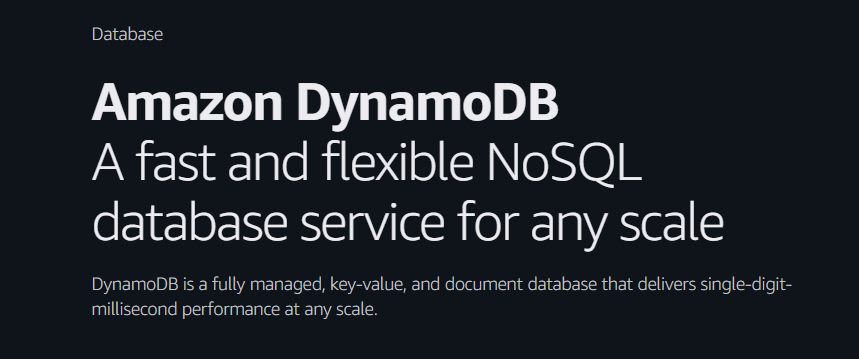 Database
Amazon DynamoDB
A fast and flexible NoSQL
database service for any scale
DynamoDB is a fully managed, key-value, and document database that delivers single-digit-
millisecond performance at any scale.